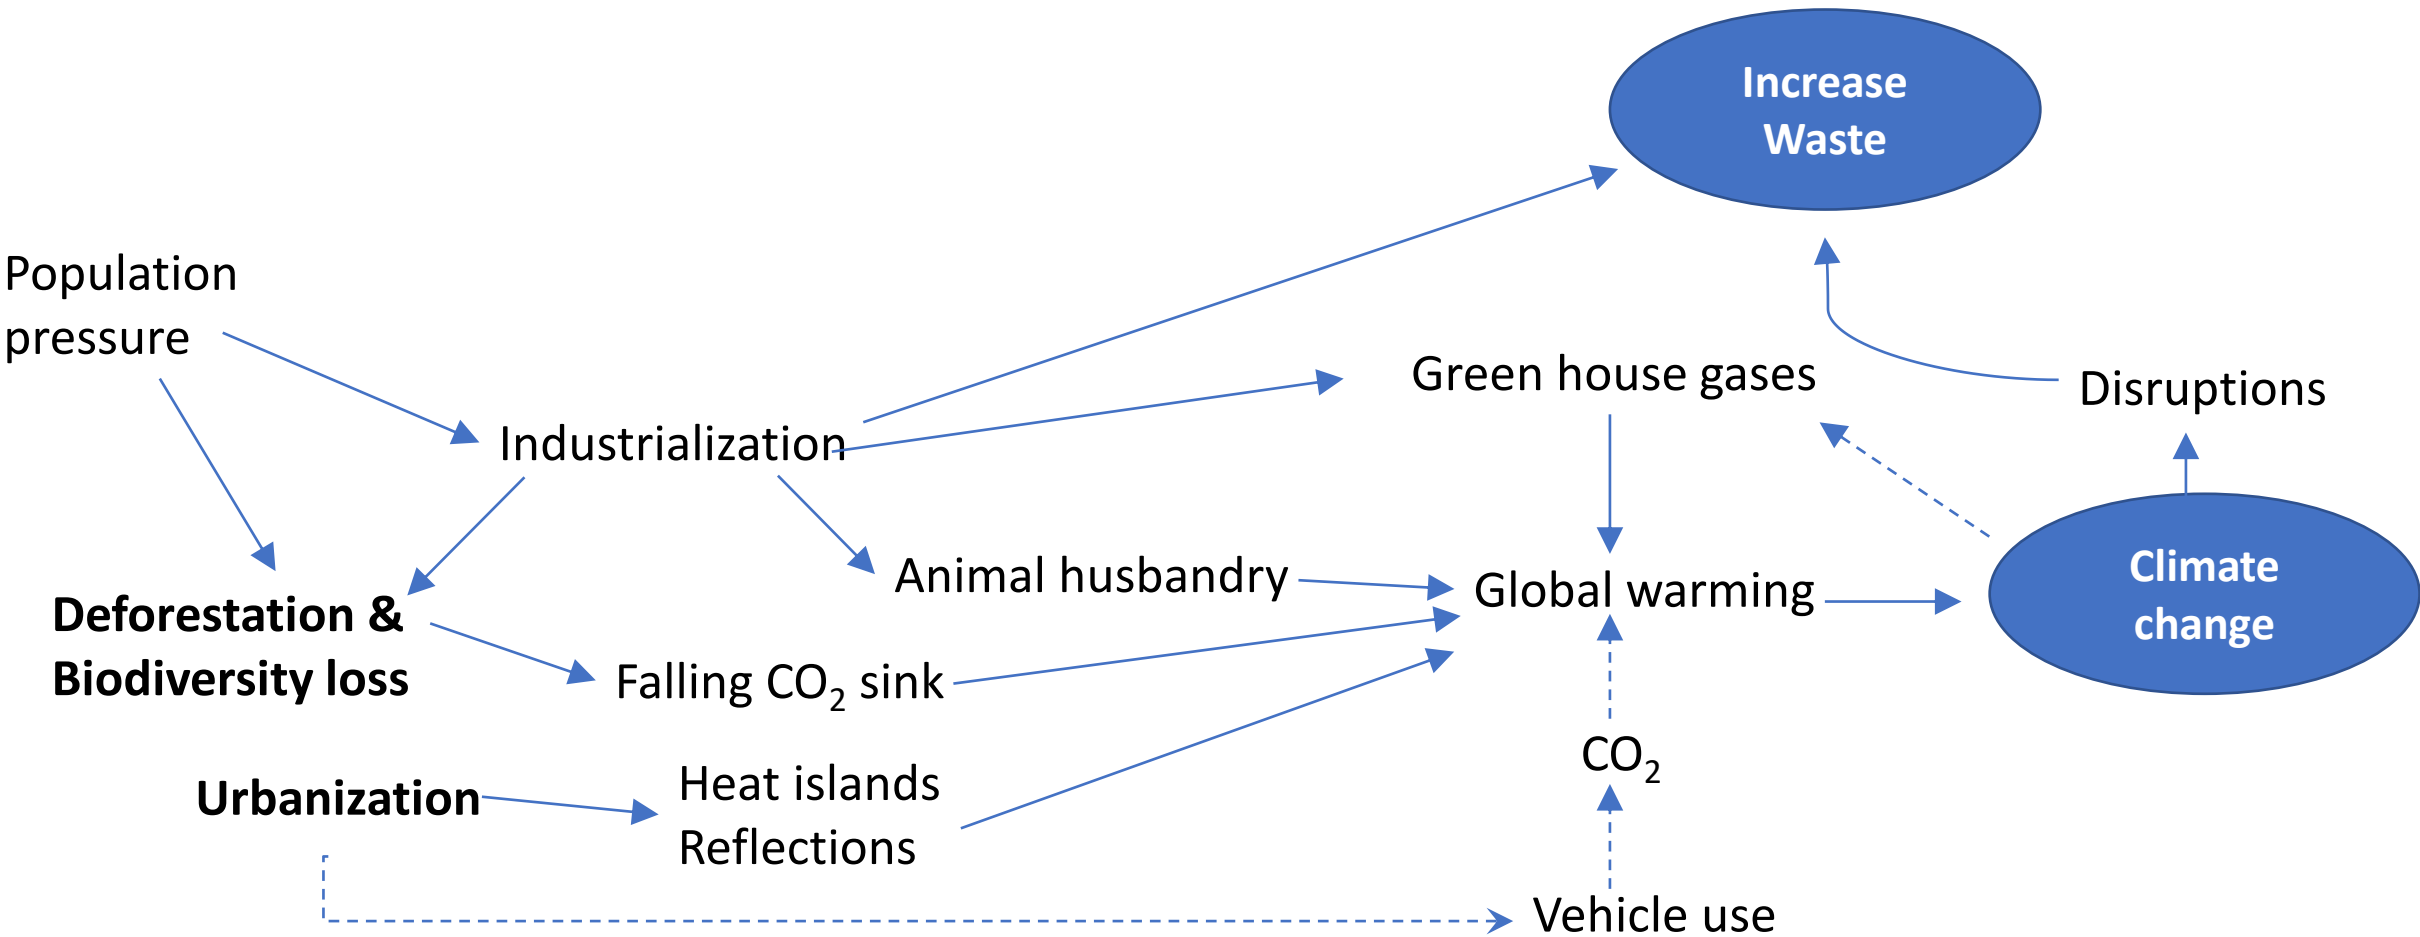 Increase
Waste
Population
pressure
Green house gases
Disruptions
Industrialization
Animal husbandry
Global warming
Climate
change
Deforestation &
Biodiversity loss
Falling CO₂ sink
CO₂
Urbanization
Heat islands
Reflections
Vehicle use